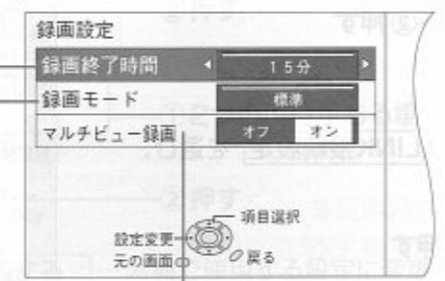 録画設定
録画終了時間 15分
録画モード 標準
マルチビュー録画 オフ オン
項目選択
設定変更
元の画面 戻る